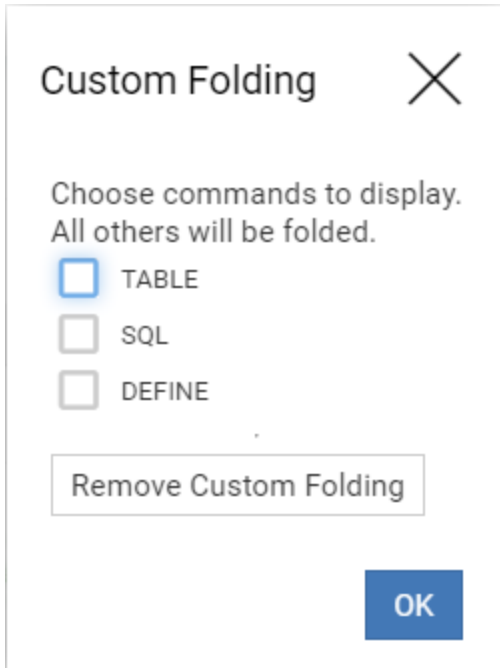 Custom Folding
Choose commands to display.
All others will be folded.
TABLE
SQL
DEFINE
Remove Custom Folding
OK